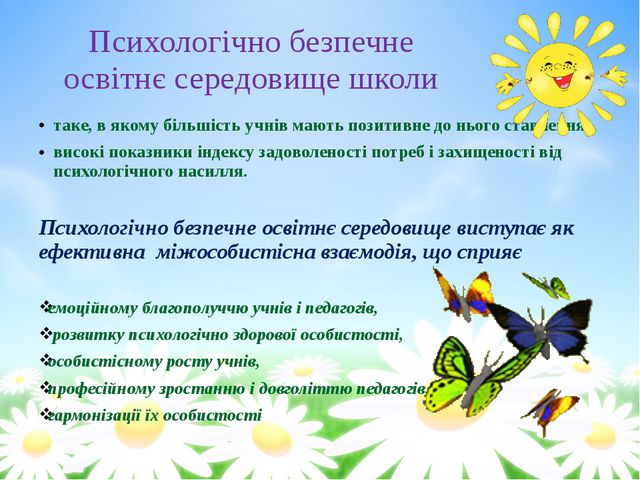 Психологічно безпечне
освітнє середовище школи
• таке, в якому більшість учнів мають позитивне до нього ставлення
• високі показники індексу задоволеності потреб і захищеності від
психологічного насилля.
Психологічно безпечне освітнє середовище виступає як
ефективна міжособистісна взаємодія, що сприяє
❖емоційному благополуччю учнів і педагогів,
❖розвитку психологічно здорової особистості,
❖особистісному росту учнів,
❖професійному зростанню і довголіттю педагогів,
❖гармонізації їх особистості